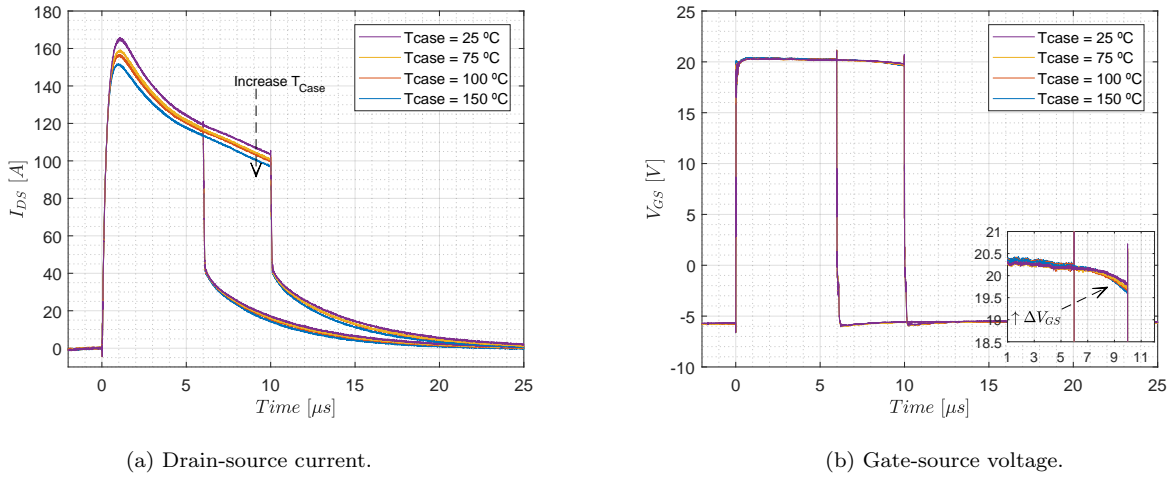 180
160
140
120
100
80
60
40
20
0
0
5
10
15
20
25
I_DS [A]
Time [μs]
Tcase = 25 ºC
Tcase = 75 ºC
Tcase = 100 ºC
Tcase = 150 ºC
Increase T_Case
(a) Drain-source current.
25
20
15
10
5
0
-5
-10
0
5
10
15
20
25
V_GS [V]
Time [μs]
Tcase = 25 ºC
Tcase = 75 ºC
Tcase = 100 ºC
Tcase = 150 ºC
21
20.5
20
19.5
19
18.5
1 3 5 7 9 11
↑ ΔV_GS
(b) Gate-source voltage.